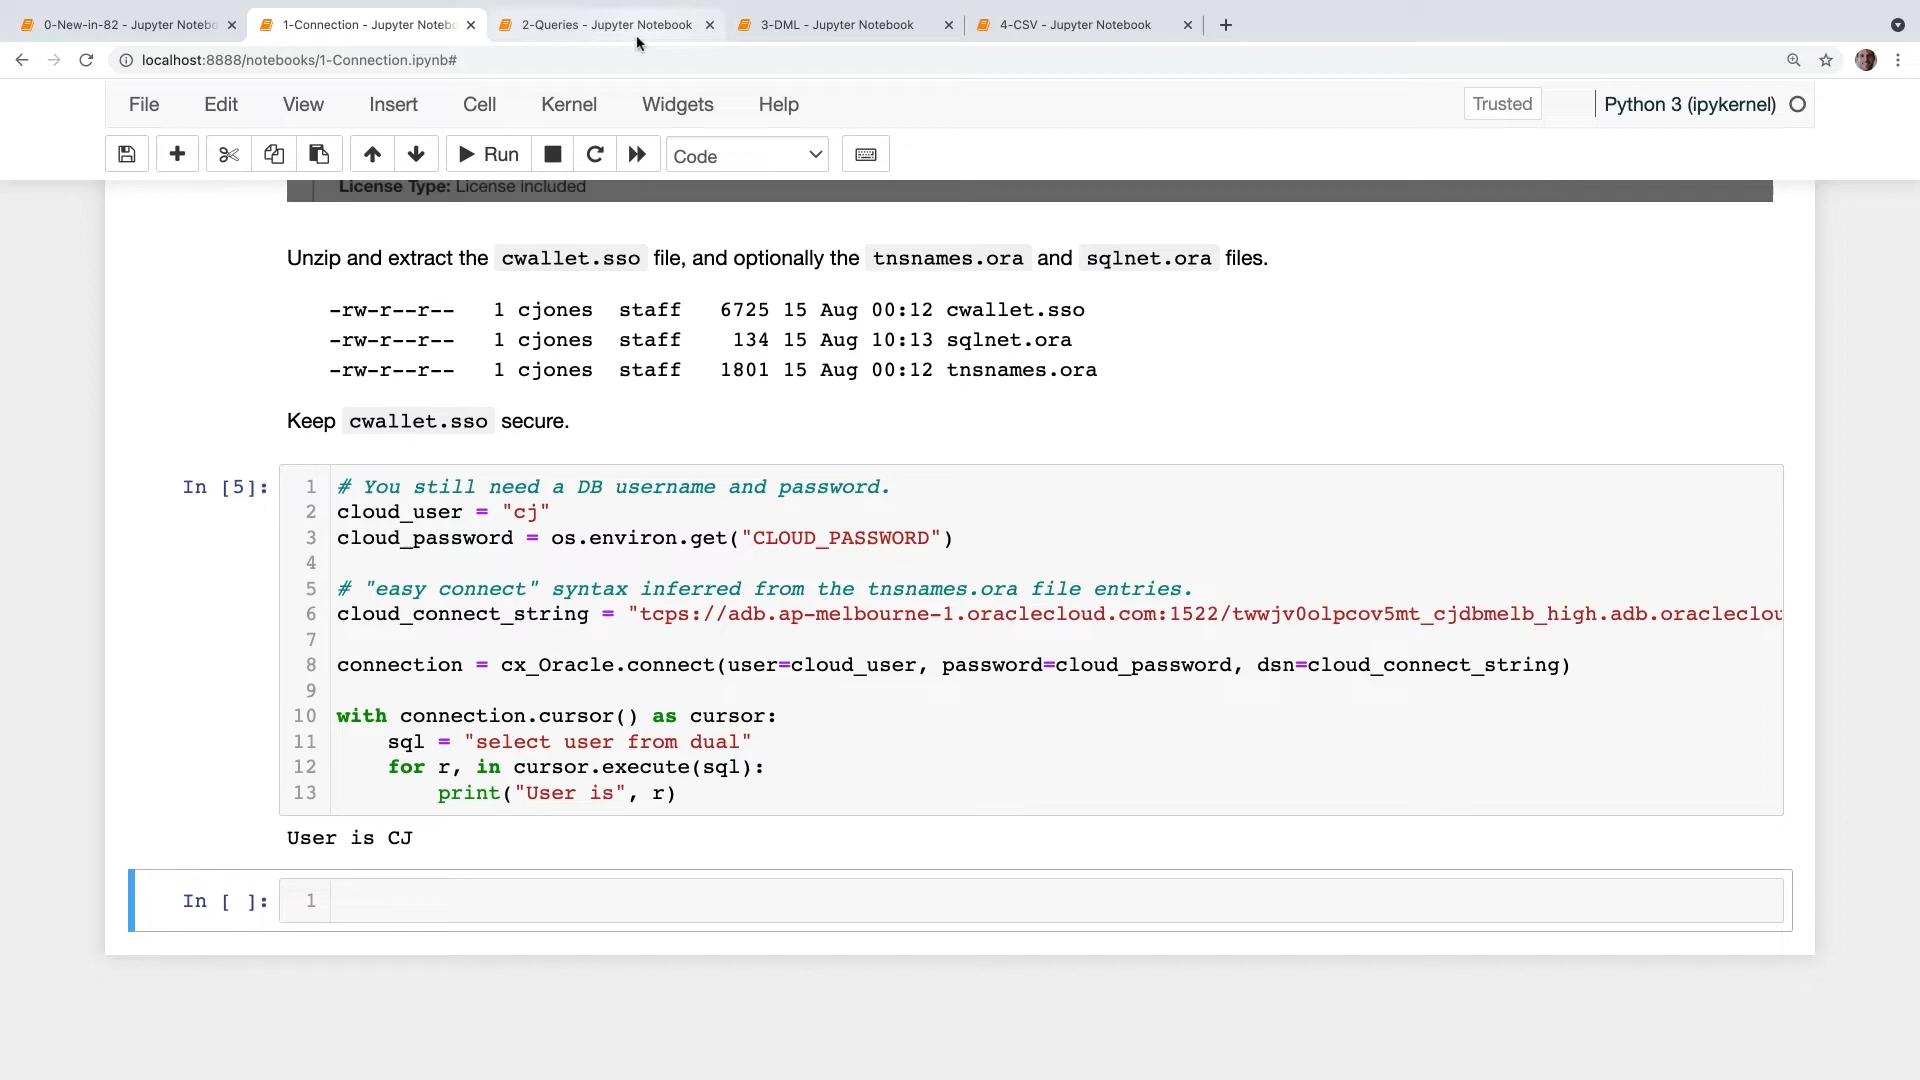 0-New-in-82 - Jupyter Notebo
1-Connection - Jupyter Notebo
2-Queries - Jupyter Notebook
3-DML - Jupyter Notebook
4-CSV - Jupyter Notebook
localhost:8888/notebooks/1-Connection.ipynb#
File Edit View Insert Cell Kernel Widgets Help Trusted Python 3 (ipykernel)
Run Code
License Type: License included
Unzip and extract the cwallet.sso file, and optionally the tnsnames.ora and sqlnet.ora files.
-rw-r--r-- 1 cjones staff 6725 15 Aug 00:12 cwallet.sso
-rw-r--r-- 1 cjones staff 134 15 Aug 10:13 sqlnet.ora
-rw-r--r-- 1 cjones staff 1801 15 Aug 00:12 tnsnames.ora
Keep cwallet.sso secure.
In [5]:
1 # You still need a DB username and password.
2 cloud_user = "cj"
3 cloud_password = os.environ.get("CLOUD_PASSWORD")
4
5 # "easy connect" syntax inferred from the tnsnames.ora file entries.
6 cloud_connect_string = "tcps://adb.ap-melbourne-1.oraclecloud.com:1522/twwjv0olpcov5mt_cjdbmelb_high.adb.oracleclou
7
8 connection = cx_Oracle.connect(user=cloud_user, password=cloud_password, dsn=cloud_connect_string)
9
10 with connection.cursor() as cursor:
11     sql = "select user from dual"
12     for r, in cursor.execute(sql):
13         print("User is", r)
User is CJ
In [ ]: 1